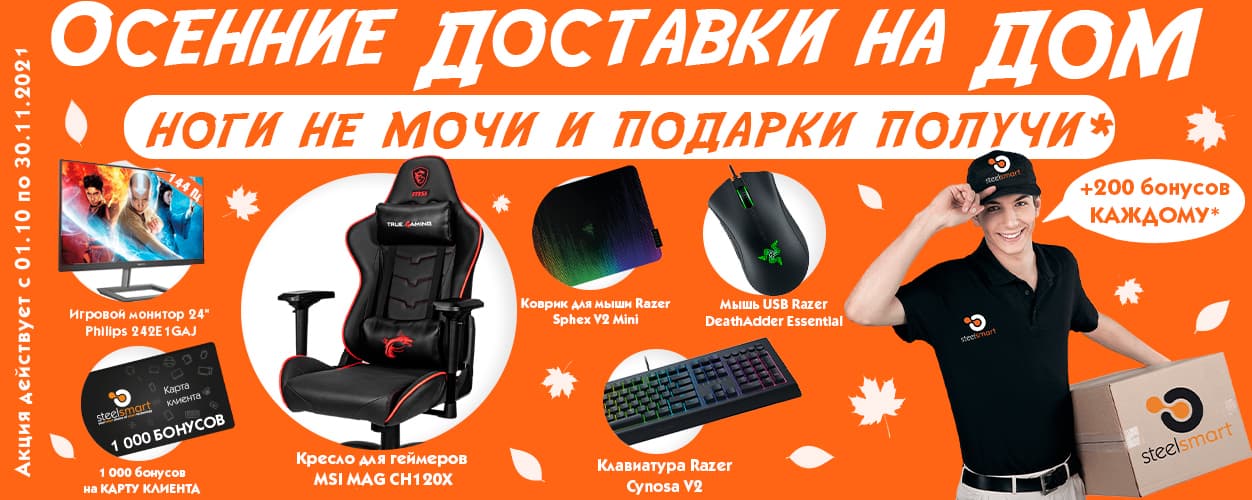 ОСЕННИЕ ДОСТАВКИ НА ДОМ
НОГИ НЕ МОЧИ И ПОДАРКИ ПОЛУЧИ*
Акция действует с 01.10 по 30.11.2021
144 Гц
Игровой монитор 24"
Philips 242E1GAJ
steelsmart
Карта
клиента
1 000 БОНУСОВ
1 000 бонусов
на КАРТУ КЛИЕНТА
msi
TRUE GAMING
Кресло для геймеров
MSI MAG CH120X
Коврик для мыши Razer
Sphex V2 Mini
Мышь USB Razer
DeathAdder Essential
Клавиатура Razer
Cynosa V2
steelsmart
+200 бонусов
КАЖДОМУ*
steelsmart
steelsmart